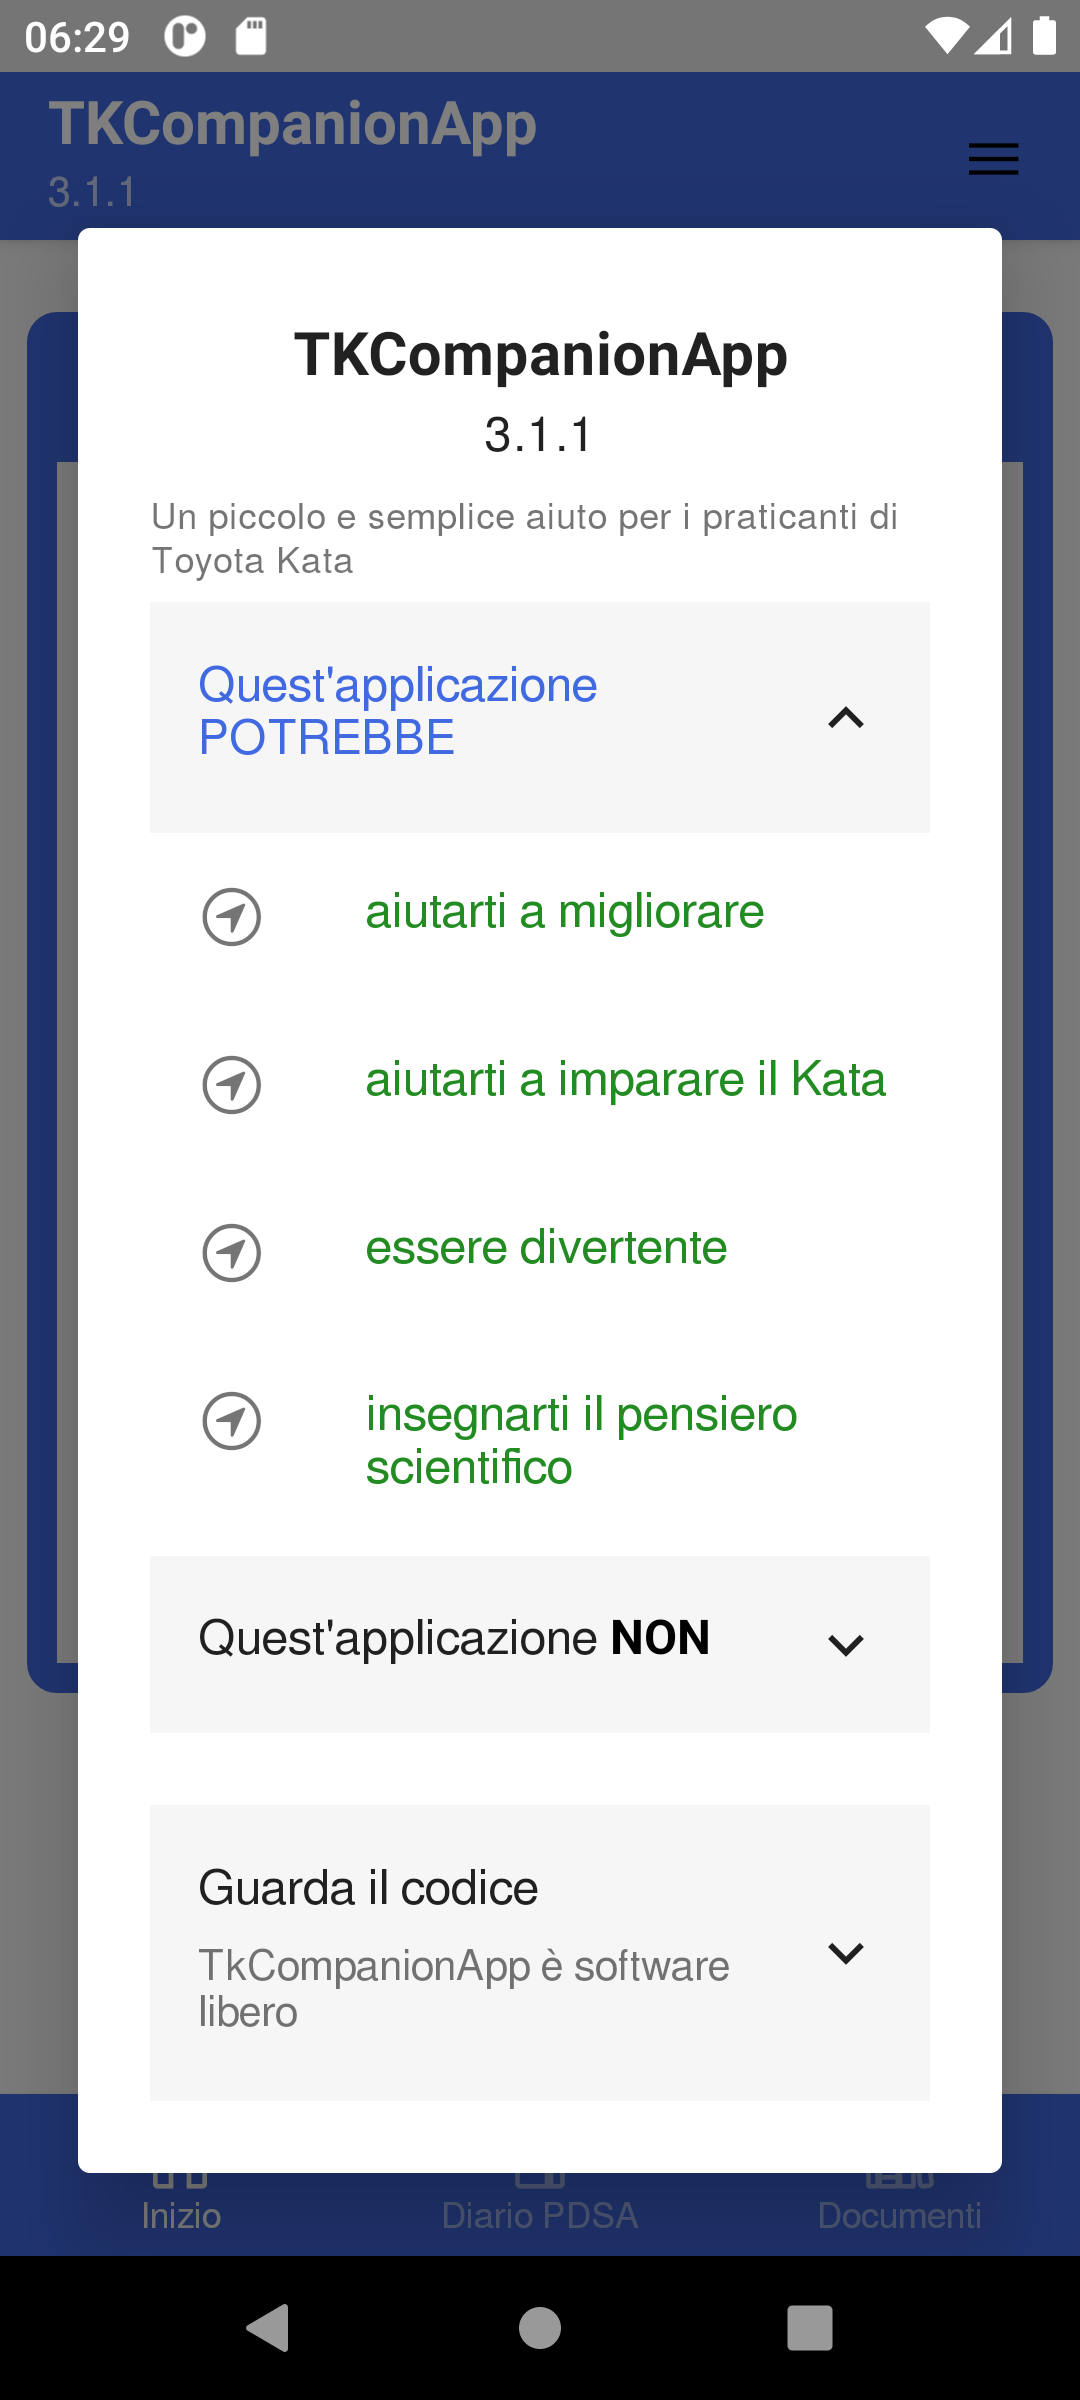 06:29
TKCompanionApp
3.1.1
TKCompanionApp
3.1.1
Un piccolo e semplice aiuto per i praticanti di
Toyota Kata
Quest'applicazione
POTREBBE
aiutarti a migliorare
aiutarti a imparare il Kata
essere divertente
insegnarti il pensiero
scientifico
Quest'applicazione NON
Guarda il codice
TkCompanionApp è software
libero
Inizio
Diario PDSA
Documenti